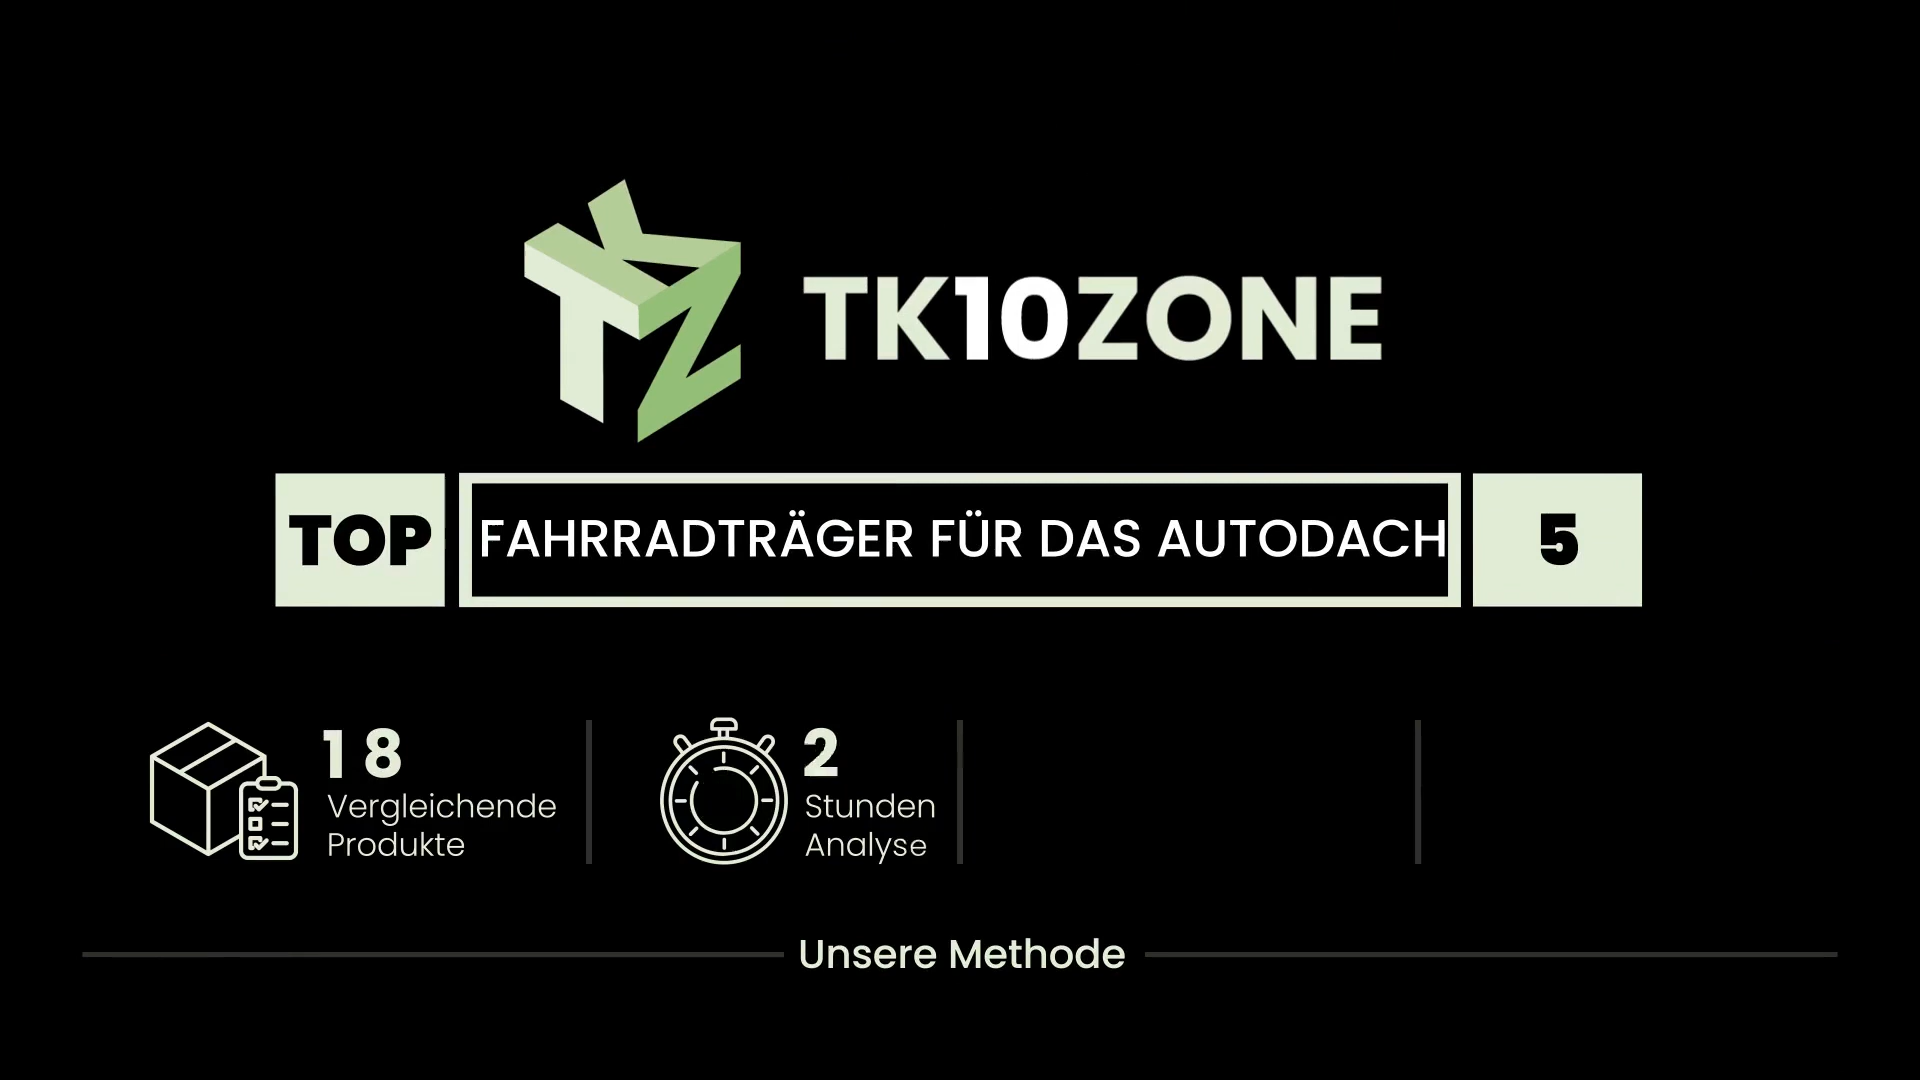 TK10ZONE
TOP FAHRRADTRÄGER FÜR DAS AUTODACH 5
18
Vergleichende
Produkte
2
Stunden
Analyse
Unsere Methode